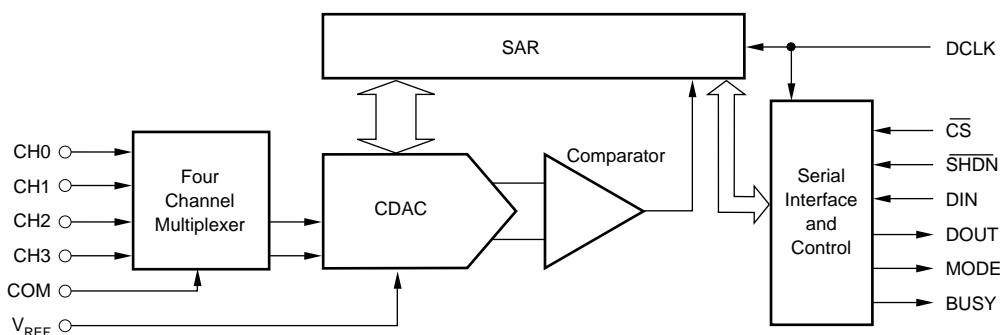 SAR
DCLK
CH0
CH1
CH2
CH3
COM
VREF
Four
Channel
Multiplexer
CDAC
Comparator
Serial
Interface
and
Control
CS
SHDN
DIN
DOUT
MODE
BUSY